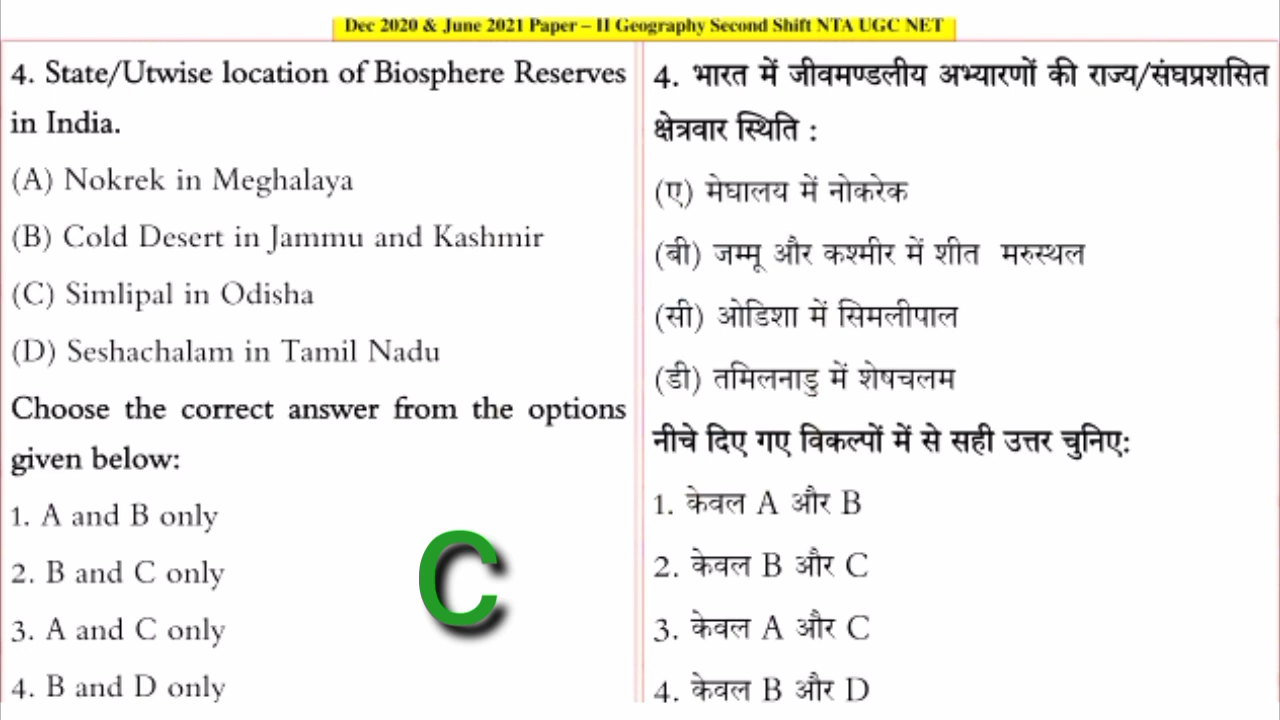 Dec 2020 & June 2021 Paper – II Geography Second Shift NTA UGC NET
4. State/Utwise location of Biosphere Reserves
in India.
(A) Nokrek in Meghalaya
(B) Cold Desert in Jammu and Kashmir
(C) Simlipal in Odisha
(D) Seshachalam in Tamil Nadu
Choose the correct answer from the options
given below:
1. A and B only
2. B and C only
3. A and C only
4. B and D only
C
4. भारत में जीवमण्डलीय अभ्यारणों की राज्य/संघप्रशसित
क्षेत्रवार स्थिति :
(ए) मेघालय में नोकरेक
(बी) जम्मू और कश्मीर में शीत मरुस्थल
(सी) ओडिशा में सिमलीपाल
(डी) तमिलनाडु में शेषचलम
नीचे दिए गए विकल्पों में से सही उत्तर चुनिए:
1. केवल A और B
2. केवल B और C
3. केवल A और C
4. केवल B और D